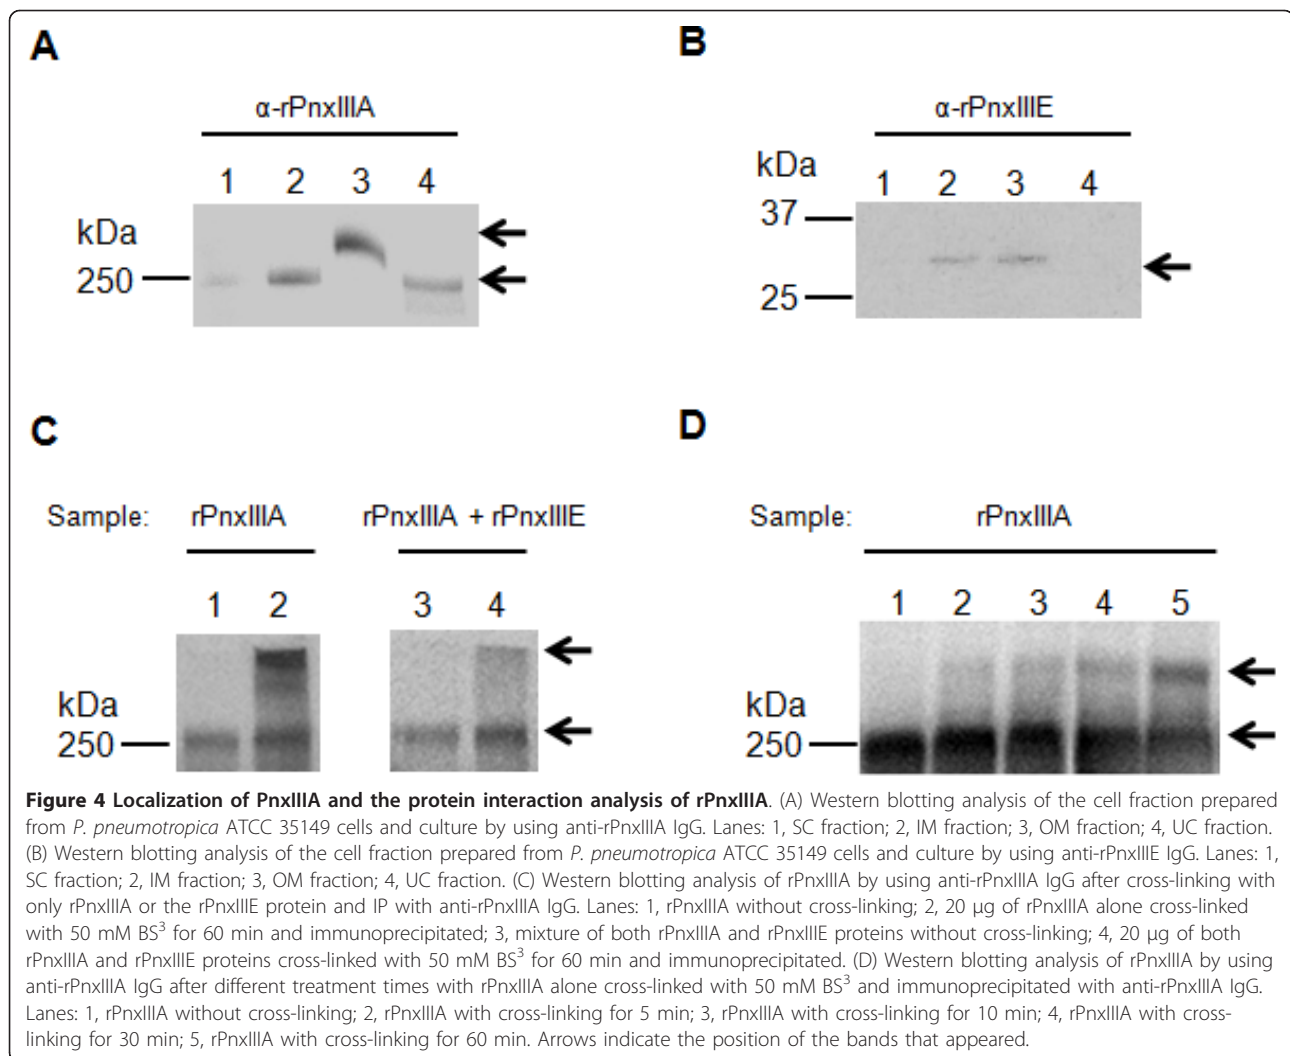 A
α-rPnxIIIA
1 2 3 4
kDa
250
B
α-rPnxIIIE
kDa
1 2 3 4
37
25
C
Sample: rPnxIIIA rPnxIIIA + rPnxIIIE
1 2 3 4
kDa
250
D
Sample: rPnxIIIA
1 2 3 4 5
kDa
250
Figure 4 Localization of PnxIIIA and the protein interaction analysis of rPnxIIIA. (A) Western blotting analysis of the cell fraction prepared
from P. pneumotropica ATCC 35149 cells and culture by using anti-rPnxIIIA IgG. Lanes: 1, SC fraction; 2, IM fraction; 3, OM fraction; 4, UC fraction.
(B) Western blotting analysis of the cell fraction prepared from P. pneumotropica ATCC 35149 cells and culture by using anti-rPnxIIIE IgG. Lanes: 1,
SC fraction; 2, IM fraction; 3, OM fraction; 4, UC fraction. (C) Western blotting analysis of rPnxIIIA by using anti-rPnxIIIA IgG after cross-linking with
only rPnxIIIA or the rPnxIIIE protein and IP with anti-rPnxIIIA IgG. Lanes: 1, rPnxIIIA without cross-linking; 2, 20 μg of rPnxIIIA alone cross-linked
with 50 mM BS³ for 60 min and immunoprecipitated; 3, mixture of both rPnxIIIA and rPnxIIIE proteins without cross-linking; 4, 20 μg of both
rPnxIIIA and rPnxIIIE proteins cross-linked with 50 mM BS³ for 60 min and immunoprecipitated. (D) Western blotting analysis of rPnxIIIA by using
anti-rPnxIIIA IgG after different treatment times with rPnxIIIA alone cross-linked with 50 mM BS³ and immunoprecipitated with anti-rPnxIIIA IgG.
Lanes: 1, rPnxIIIA without cross-linking; 2, rPnxIIIA with cross-linking for 5 min; 3, rPnxIIIA with cross-linking for 10 min; 4, rPnxIIIA with cross-
linking for 30 min; 5, rPnxIIIA with cross-linking for 60 min. Arrows indicate the position of the bands that appeared.